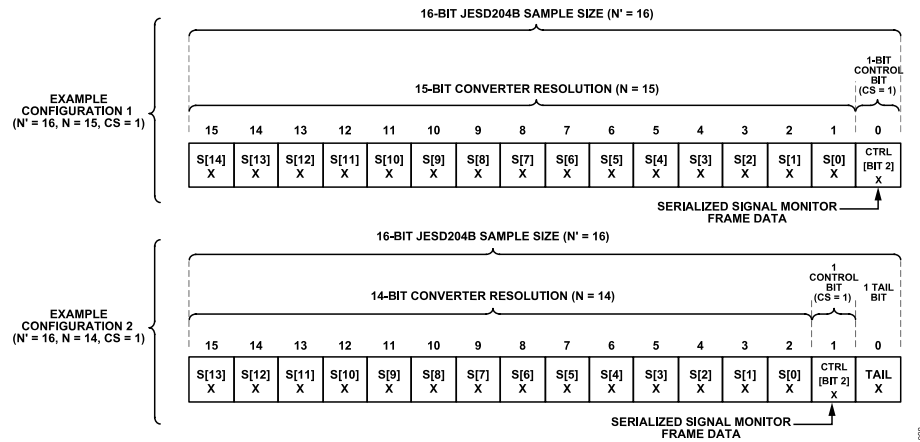 16-BIT JESD204B SAMPLE SIZE (N' = 16)
1-BIT
CONTROL
BIT
(CS = 1)
15-BIT CONVERTER RESOLUTION (N = 15)
EXAMPLE
CONFIGURATION 1
(N' = 16, N = 15, CS = 1)
15 14 13 12 11 10 9 8 7 6 5 4 3 2 1 0
S[14] S[13] S[12] S[11] S[10] S[9] S[8] S[7] S[6] S[5] S[4] S[3] S[2] S[1] S[0] CTRL
[BIT 2]
X X X X X X X X X X X X X X X X
SERIALIZED SIGNAL MONITOR
FRAME DATA
16-BIT JESD204B SAMPLE SIZE (N' = 16)
1
CONTROL
BIT
(CS = 1)
1 TAIL
BIT
14-BIT CONVERTER RESOLUTION (N = 14)
EXAMPLE
CONFIGURATION 2
(N' = 16, N = 14, CS = 1)
15 14 13 12 11 10 9 8 7 6 5 4 3 2 1 0
S[13] S[12] S[11] S[10] S[9] S[8] S[7] S[6] S[5] S[4] S[3] S[2] S[1] S[0] CTRL
[BIT 2] TAIL
X X X X X X X X X X X X X X X X
SERIALIZED SIGNAL MONITOR
FRAME DATA